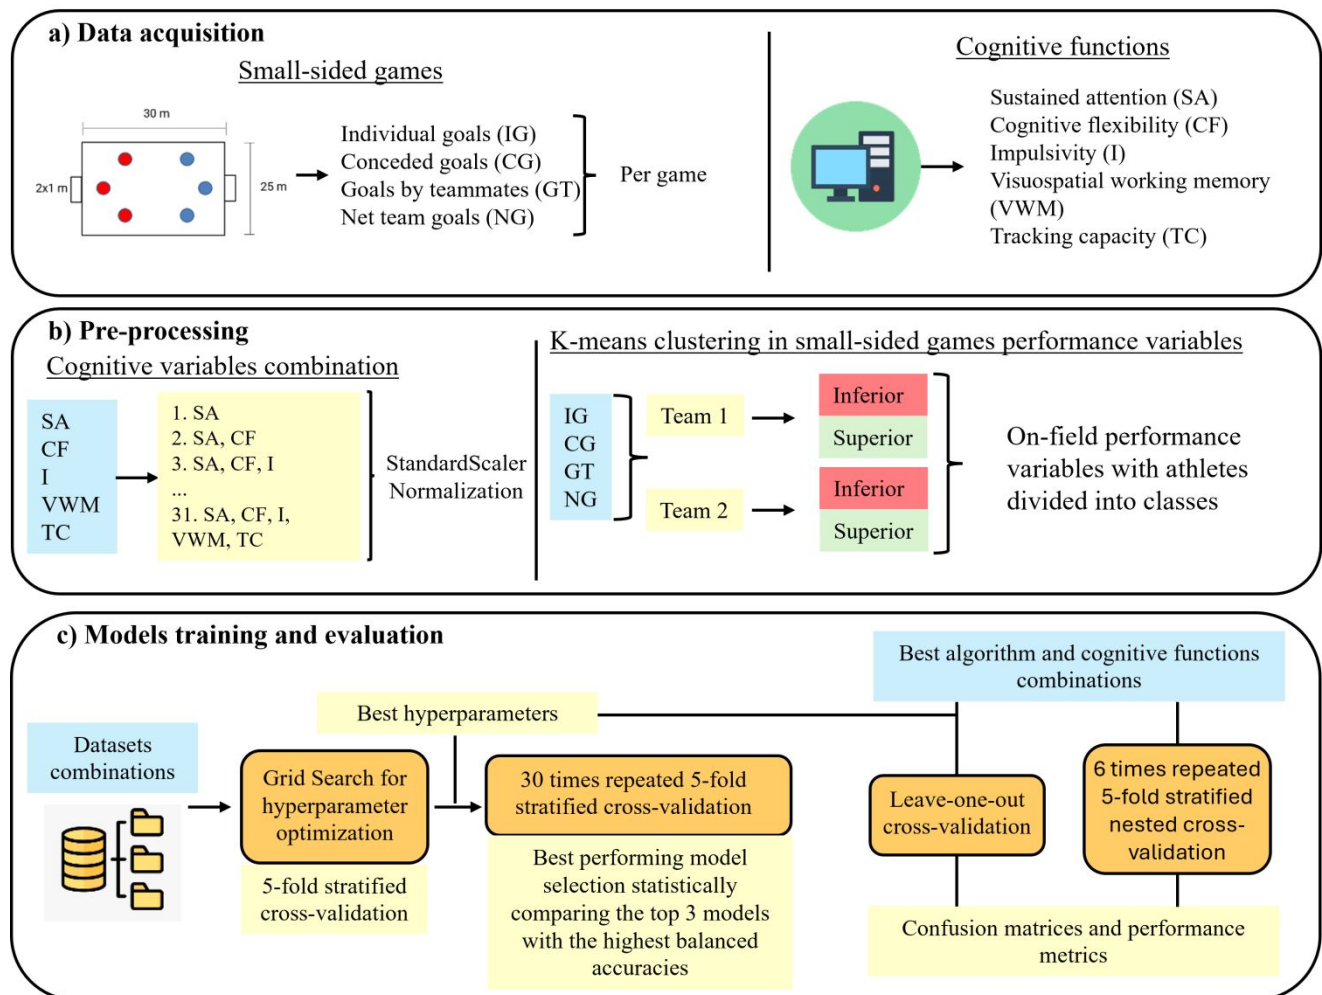 a) Data acquisition
Small-sided games
30 m
2x1 m
25 m
Individual goals (IG)
Conceded goals (CG)
Goals by teammates (GT)
Net team goals (NG)
Per game
Cognitive functions
Sustained attention (SA)
Cognitive flexibility (CF)
Impulsivity (I)
Visuospatial working memory
(VWM)
Tracking capacity (TC)
b) Pre-processing
Cognitive variables combination
SA
CF
I
VWM
TC
1. SA
2. SA, CF
3. SA, CF, I
...
31. SA, CF, I,
VWM, TC
StandardScaler
Normalization
K-means clustering in small-sided games performance variables
IG
CG
GT
NG
Team 1
Team 2
Inferior
Superior
Inferior
Superior
On-field performance
variables with athletes
divided into classes
c) Models training and evaluation
Datasets
combinations
Grid Search for
hyperparameter
optimization
5-fold stratified
cross-validation
Best hyperparameters
30 times repeated 5-fold
stratified cross-validation
Best performing model
selection statistically
comparing the top 3 models
with the highest balanced
accuracies
Best algorithm and cognitive functions
combinations
Leave-one-out
cross-validation
6 times repeated
5-fold stratified
nested cross-
validation
Confusion matrices and performance
metrics